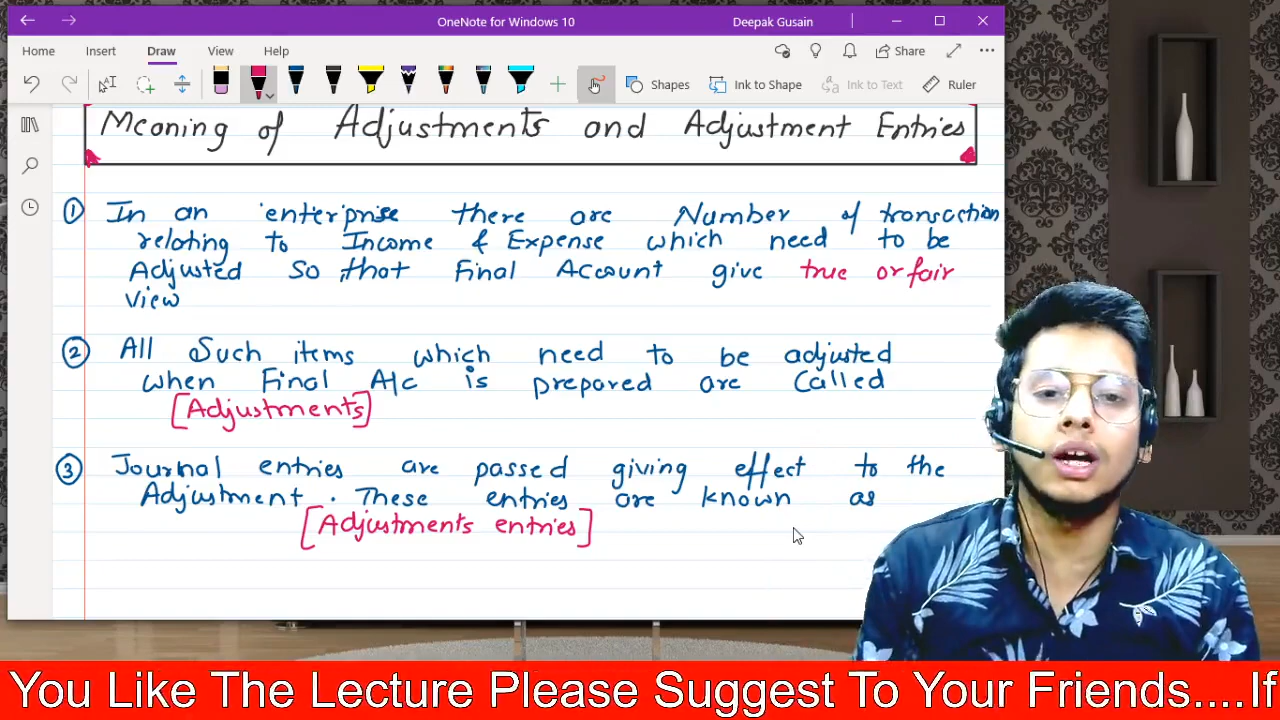 OneNote for Windows 10
Deepak Gusain
Home Insert Draw View Help
Share
Shapes
Ink to Shape
Ink to Text
Ruler
Meaning of Adjustments and Adjustment Entries
① In an enterprise there are Number of transaction
relating to Income & Expense which need to be
Adjusted So that Final Account give true or fair
view
② All Such items which need to be adjusted
when Final A/c is prepared are Called
[Adjustments]
③ Journal entries are passed giving effect to the
Adjustment. These entries are known as
[Adjustments entries]
You Like The Lecture Please Suggest To Your Friends....If